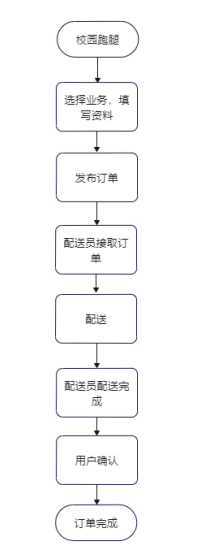 校园跑腿
选择业务，填
写资料
发布订单
配送员接取订
单
配送
配送员配送完
成
用户确认
订单完成